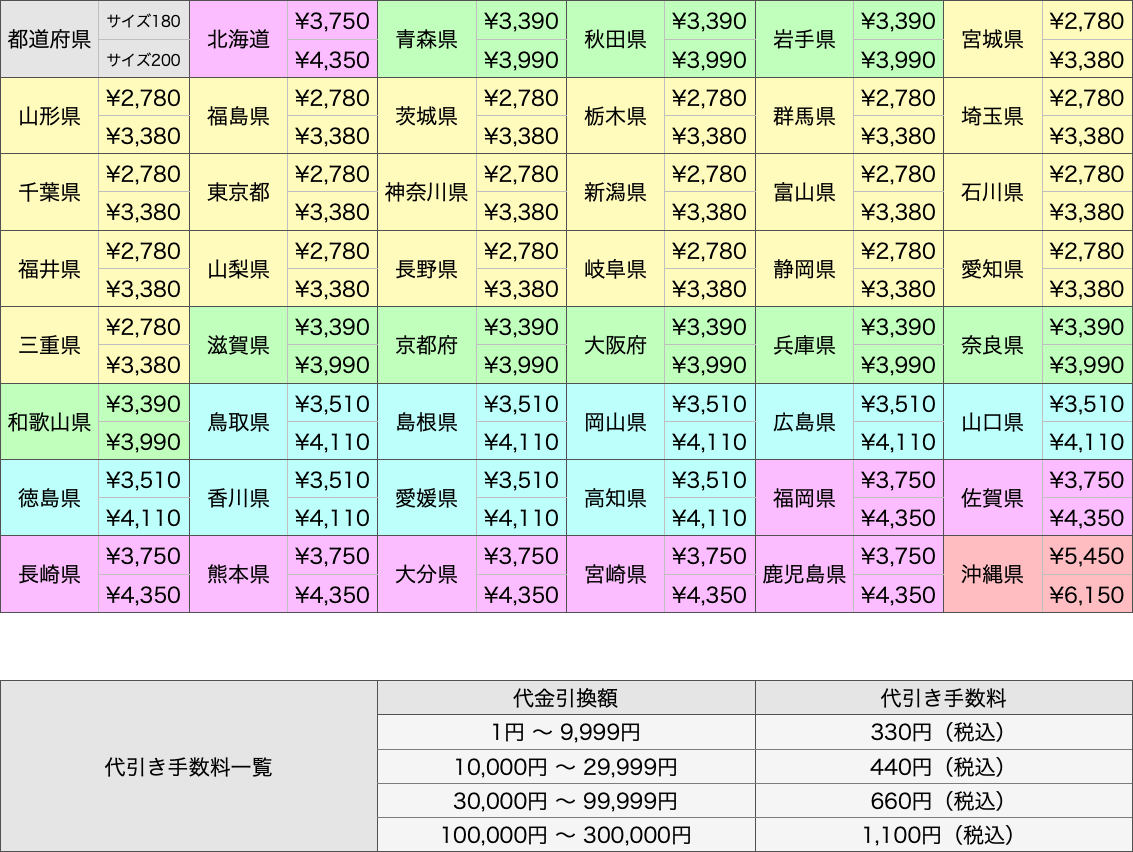 都道府県 サイズ180 北海道 ¥3,750 青森県 ¥3,390 秋田県 ¥3,390 岩手県 ¥3,390 宮城県 ¥2,780
サイズ200 ¥4,350 ¥3,990 ¥3,990 ¥3,990 ¥3,380
山形県 ¥2,780 福島県 ¥2,780 茨城県 ¥2,780 栃木県 ¥2,780 群馬県 ¥2,780 埼玉県 ¥2,780
¥3,380 ¥3,380 ¥3,380 ¥3,380 ¥3,380 ¥3,380
千葉県 ¥2,780 東京都 ¥2,780 神奈川県 ¥2,780 新潟県 ¥2,780 富山県 ¥2,780 石川県 ¥2,780
¥3,380 ¥3,380 ¥3,380 ¥3,380 ¥3,380 ¥3,380
福井県 ¥2,780 山梨県 ¥2,780 長野県 ¥2,780 岐阜県 ¥2,780 静岡県 ¥2,780 愛知県 ¥2,780
¥3,380 ¥3,380 ¥3,380 ¥3,380 ¥3,380 ¥3,380
三重県 ¥2,780 滋賀県 ¥3,390 京都府 ¥3,390 大阪府 ¥3,390 兵庫県 ¥3,390 奈良県 ¥3,390
¥3,380 ¥3,990 ¥3,990 ¥3,990 ¥3,990 ¥3,990
和歌山県 ¥3,390 鳥取県 ¥3,510 島根県 ¥3,510 岡山県 ¥3,510 広島県 ¥3,510 山口県 ¥3,510
¥3,990 ¥4,110 ¥4,110 ¥4,110 ¥4,110 ¥4,110
徳島県 ¥3,510 香川県 ¥3,510 愛媛県 ¥3,510 高知県 ¥3,510 福岡県 ¥3,750 佐賀県 ¥3,750
¥4,110 ¥4,110 ¥4,110 ¥4,110 ¥4,350 ¥4,350
長崎県 ¥3,750 熊本県 ¥3,750 大分県 ¥3,750 宮崎県 ¥3,750 鹿児島県 ¥3,750 沖縄県 ¥5,450
¥4,350 ¥4,350 ¥4,350 ¥4,350 ¥4,350 ¥6,150
代引き手数料一覧
代金引換額 代引き手数料
1円 〜 9,999円 330円（税込）
10,000円 〜 29,999円 440円（税込）
30,000円 〜 99,999円 660円（税込）
100,000円 〜 300,000円 1,100円（税込）